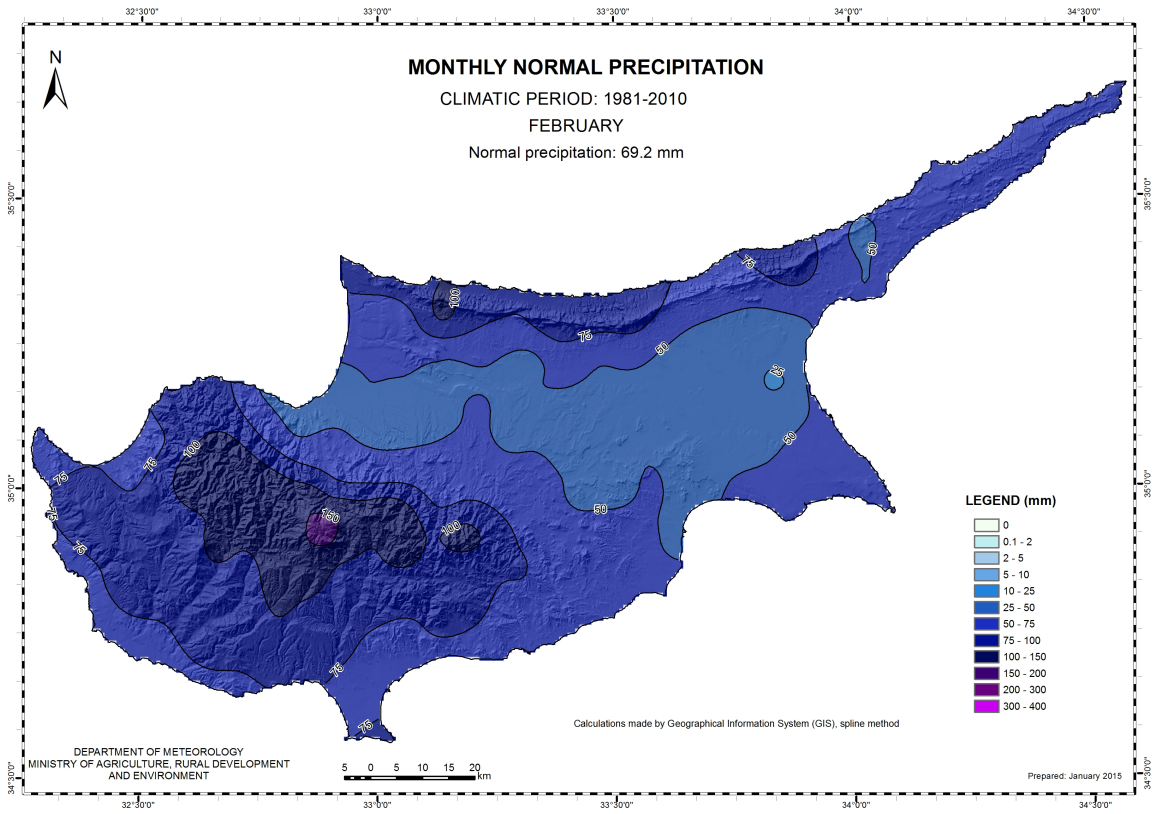 32°30'0"
33°0'0"
33°30'0"
34°0'0"
34°30'0"
N
MONTHLY NORMAL PRECIPITATION
CLIMATIC PERIOD: 1981-2010
FEBRUARY
Normal precipitation: 69.2 mm
35°30'0"
35°30'0"
50
75
100
75
50
25
50
100
75
75
35°0'0"
35°0'0"
75
150
50
100
75
75
75
LEGEND (mm)
0
0.1 - 2
2 - 5
5 - 10
10 - 25
25 - 50
50 - 75
75 - 100
100 - 150
150 - 200
200 - 300
300 - 400
Calculations made by Geographical Information System (GIS), spline method
DEPARTMENT OF METEOROLOGY
MINISTRY OF AGRICULTURE, RURAL DEVELOPMENT
AND ENVIRONMENT
5 0 5 10 15 20
km
Prepared: January 2015
34°30'0"
34°30'0"
32°30'0"
33°0'0"
33°30'0"
34°0'0"
34°30'0"